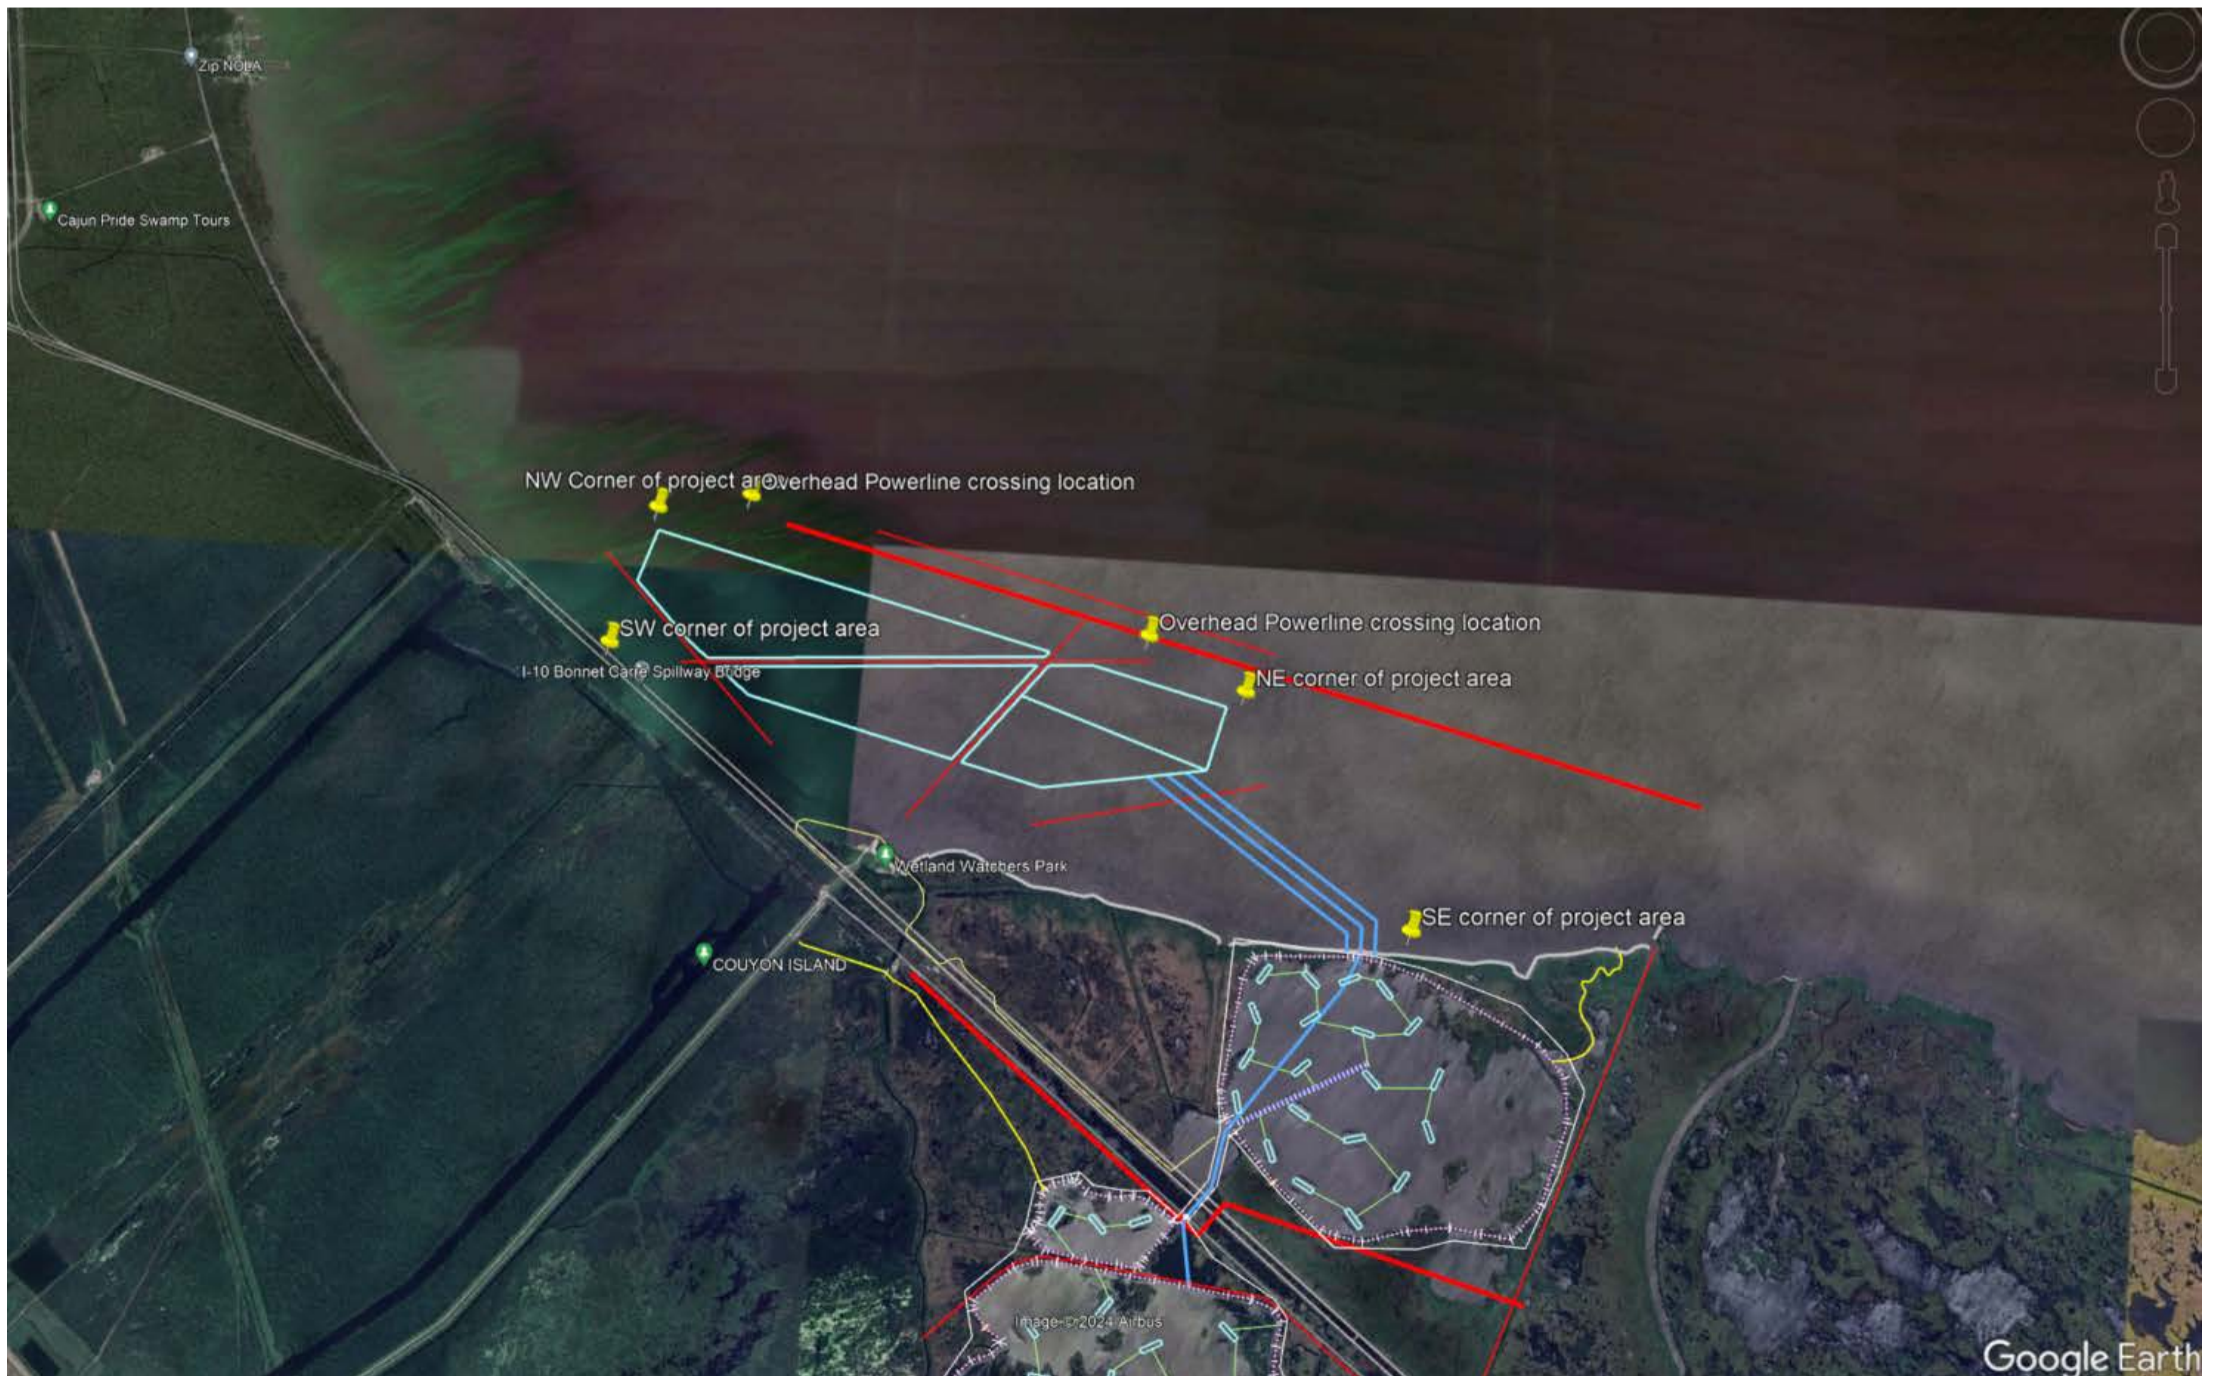 Zip NOLA
Cajun Pride Swamp Tours
NW Corner of project area
Overhead Powerline crossing location
Overhead Powerline crossing location
SW corner of project area
I-10 Bonnet Carre Spillway Bridge
NE corner of project area
Wetland Watchers Park
SE corner of project area
COUYON ISLAND
Image © 2024 Airbus
Google Earth